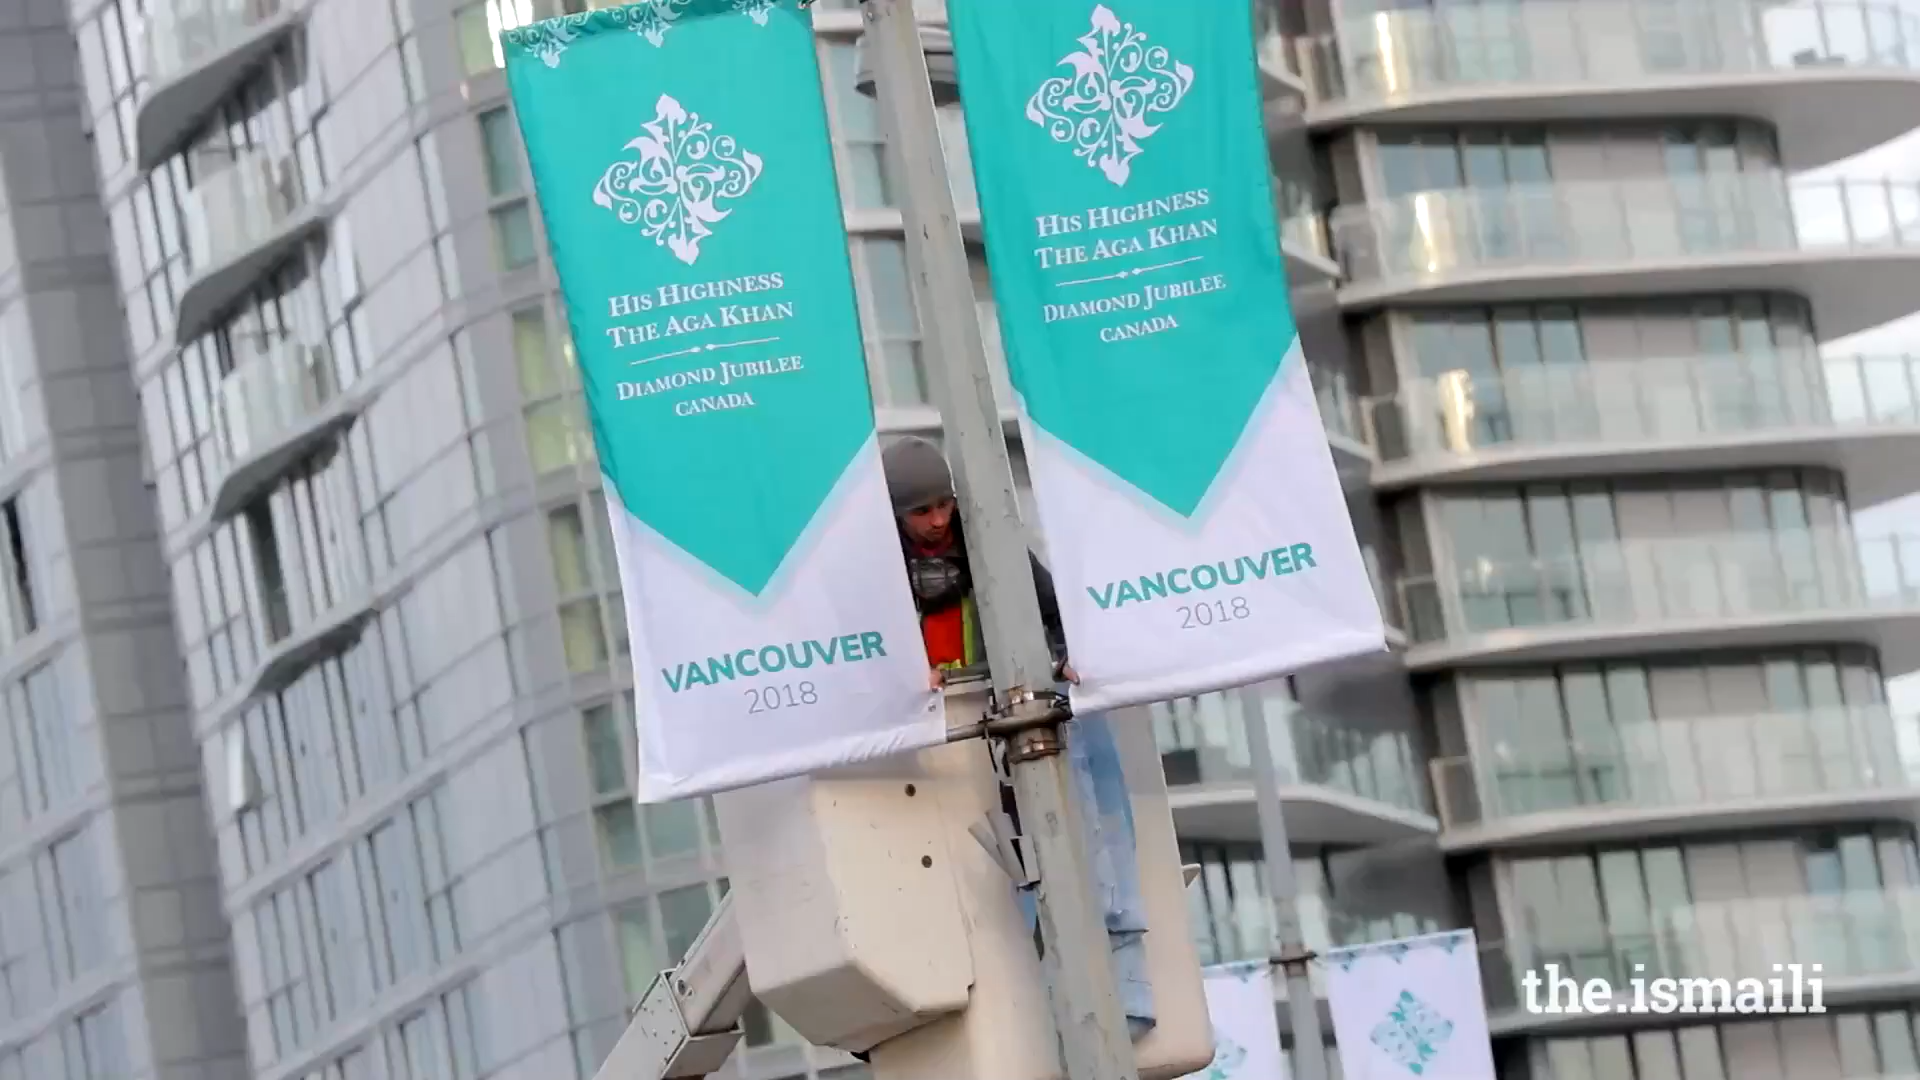 HIS HIGHNESS
THE AGA KHAN
DIAMOND JUBILEE
CANADA
VANCOUVER
2018
HIS HIGHNESS
THE AGA KHAN
DIAMOND JUBILEE
CANADA
VANCOUVER
2018
the.ismaili